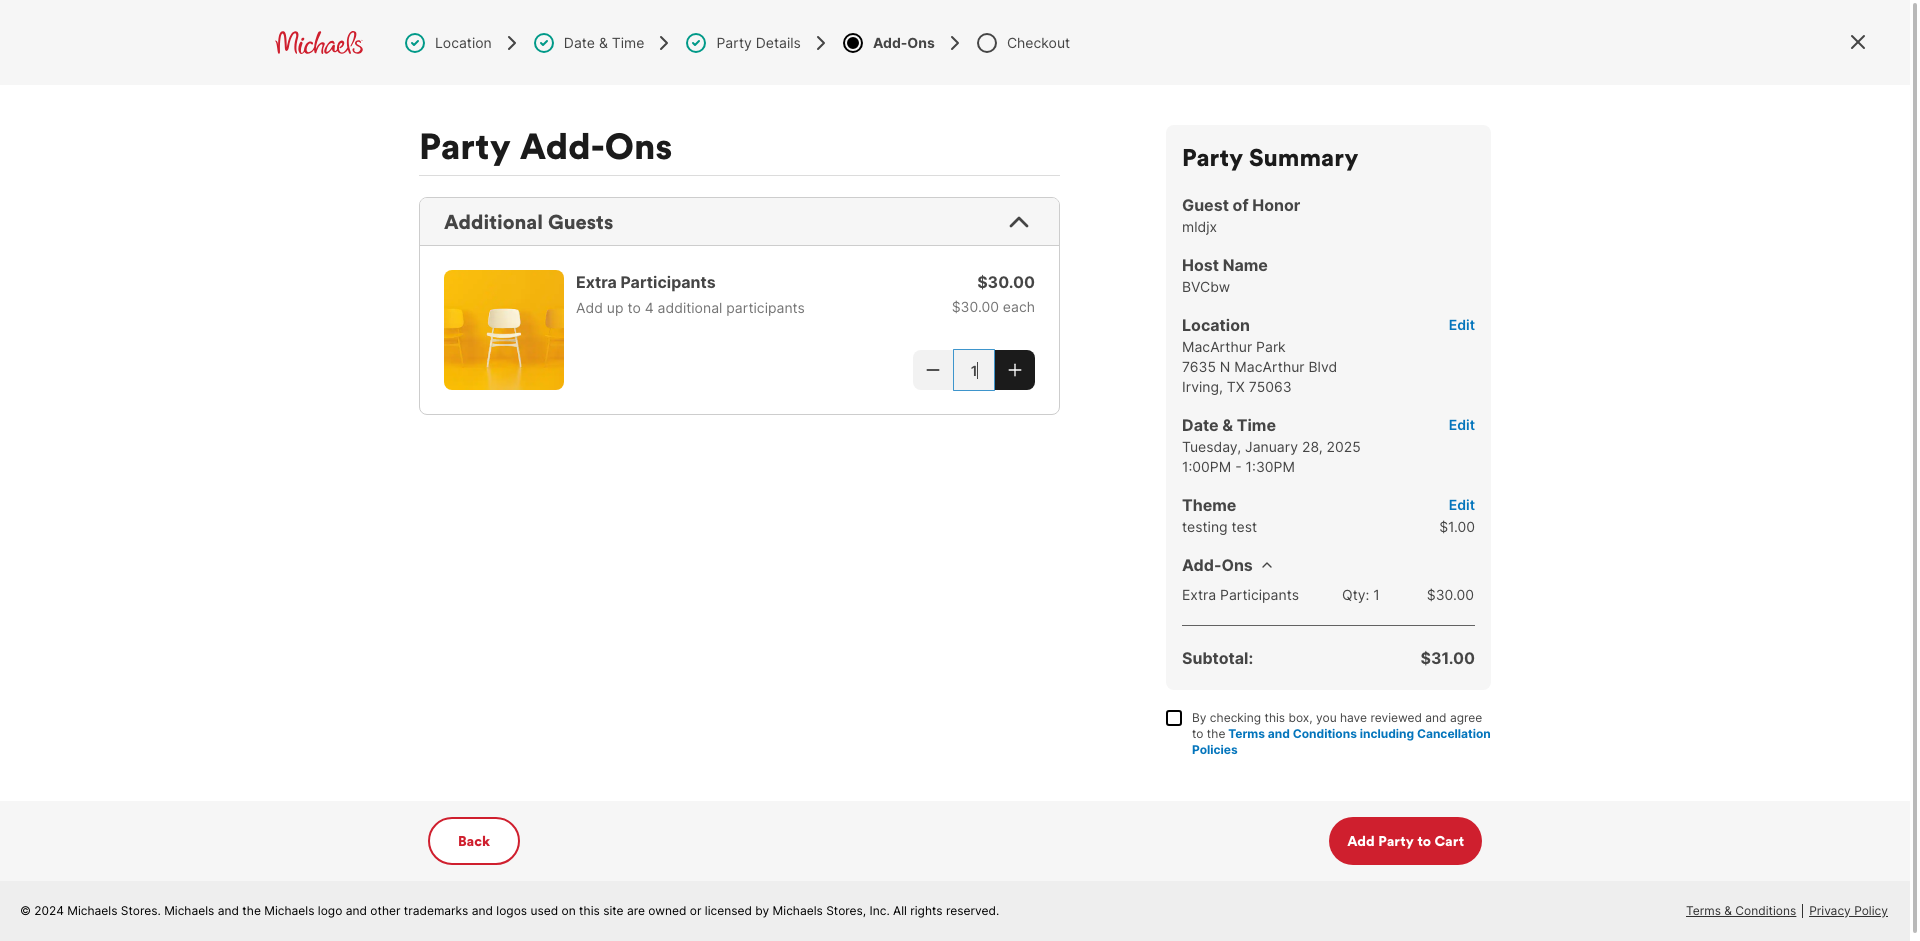 Michaels
Location
Date & Time
Party Details
Add-Ons
Checkout
Party Add-Ons
Additional Guests
Extra Participants
$30.00
Add up to 4 additional participants
$30.00 each
1
Party Summary
Guest of Honor
mldjx
Host Name
BVCbw
Location
Edit
MacArthur Park
7635 N MacArthur Blvd
Irving, TX 75063
Date & Time
Edit
Tuesday, January 28, 2025
1:00PM - 1:30PM
Theme
Edit
testing test
$1.00
Add-Ons
Extra Participants Qty: 1 $30.00
Subtotal: $31.00
By checking this box, you have reviewed and agree
to the Terms and Conditions including Cancellation
Policies
Back
Add Party to Cart
© 2024 Michaels Stores. Michaels and the Michaels logo and other trademarks and logos used on this site are owned or licensed by Michaels Stores, Inc. All rights reserved.
Terms & Conditions | Privacy Policy